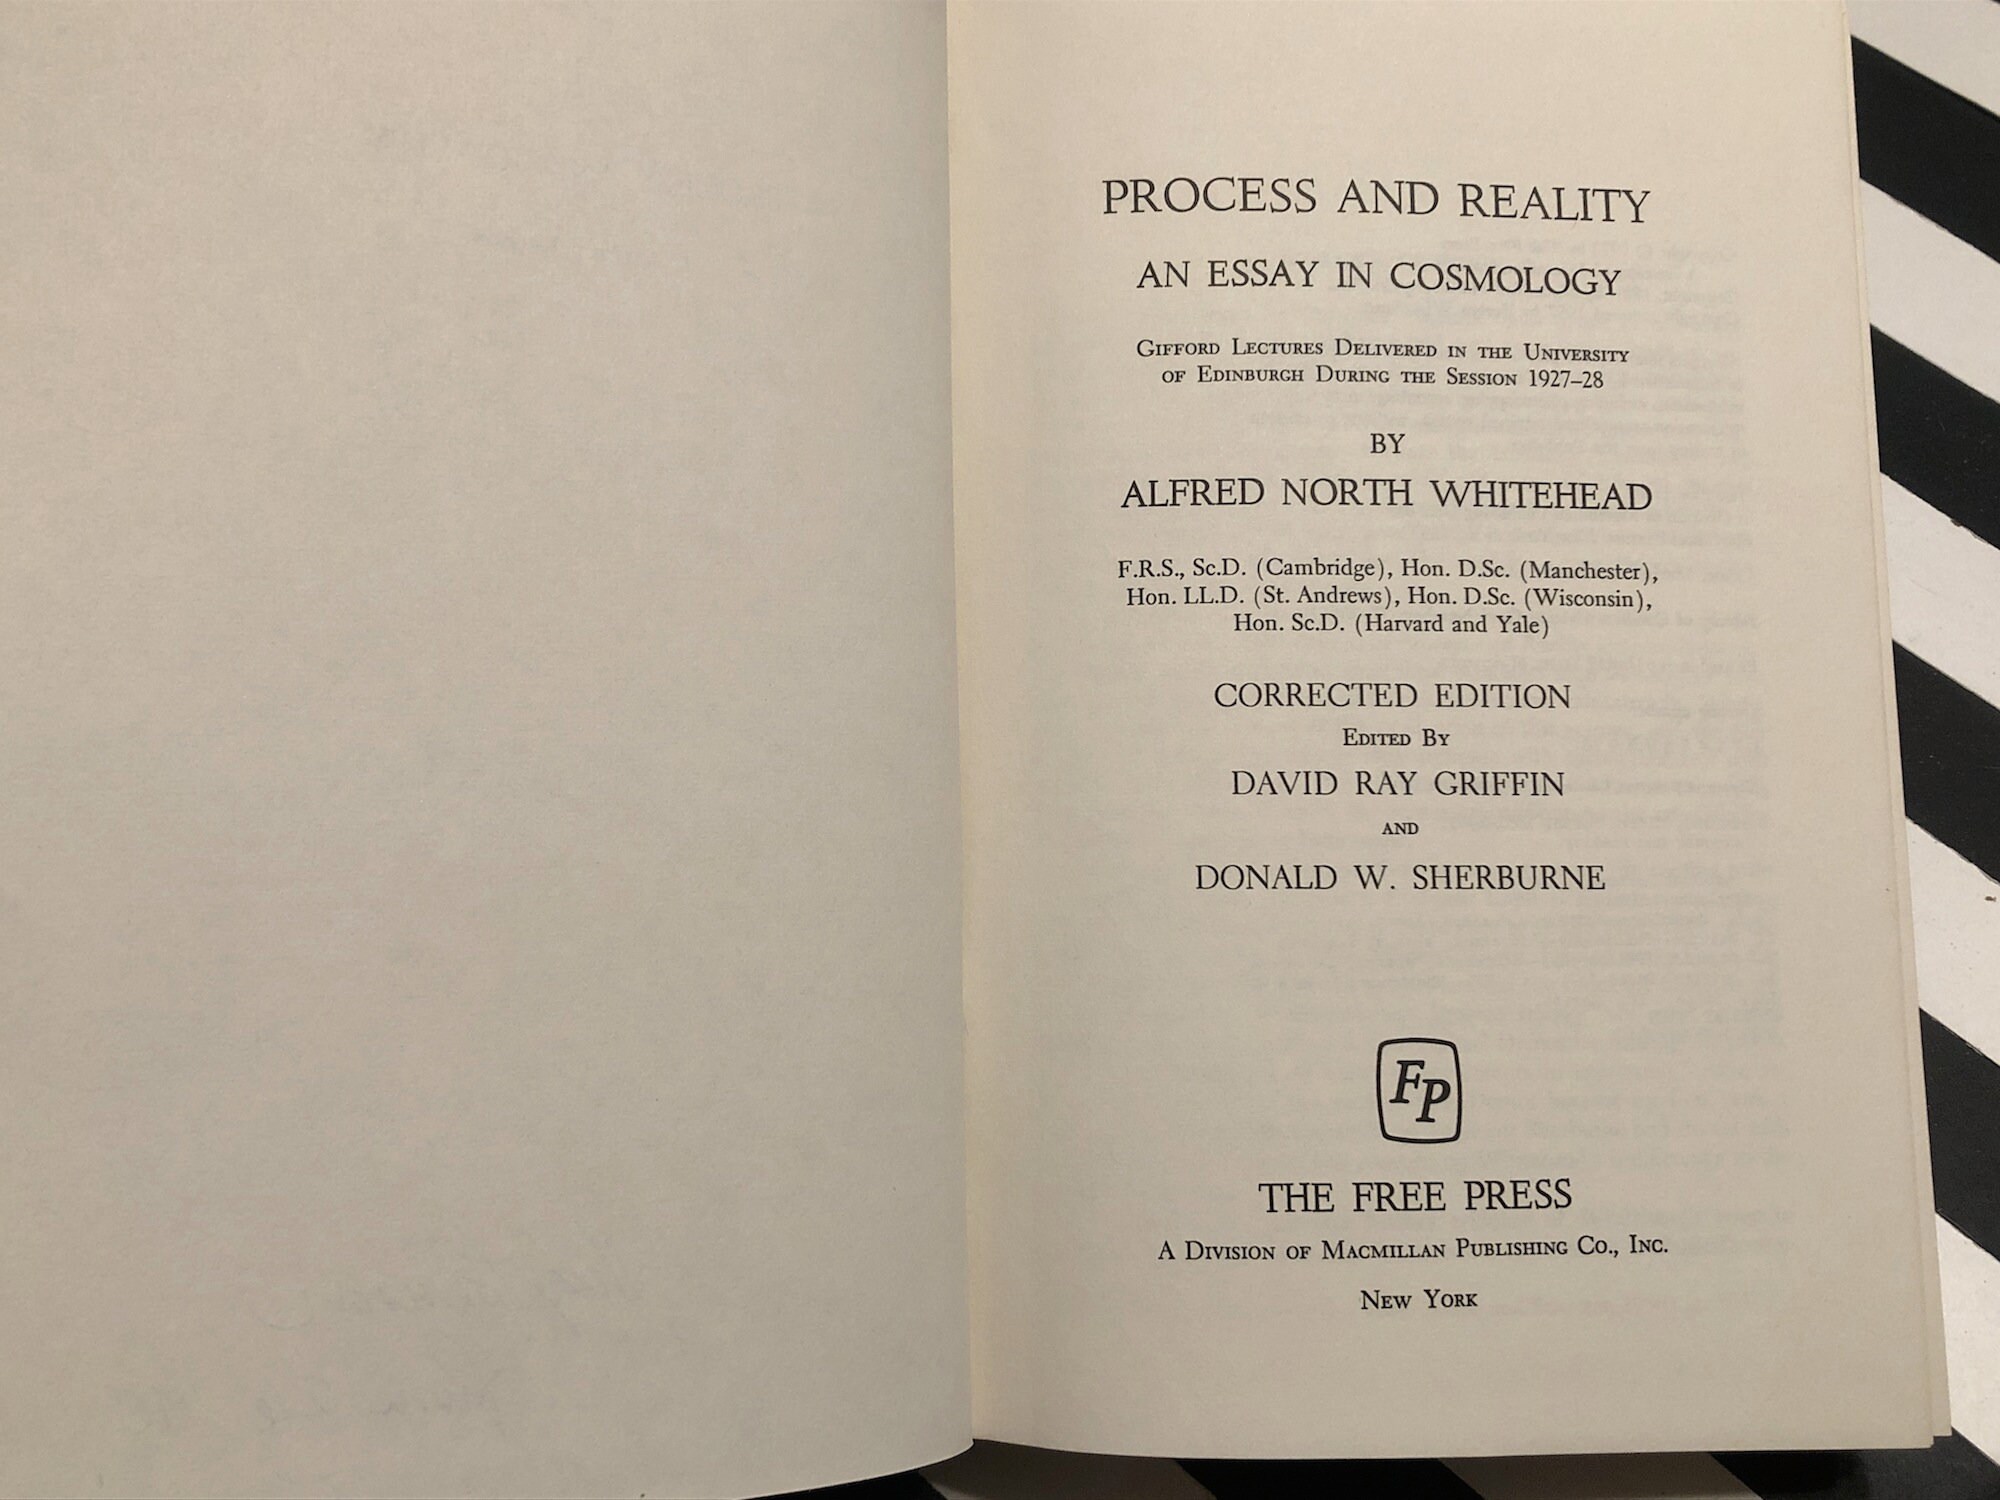 PROCESS AND REALITY
AN ESSAY IN COSMOLOGY
GIFFORD LECTURES DELIVERED IN THE UNIVERSITY
OF EDINBURGH DURING THE SESSION 1927–28
BY
ALFRED NORTH WHITEHEAD
F.R.S., Sc.D. (Cambridge), Hon. D.Sc. (Manchester),
Hon. LL.D. (St. Andrews), Hon. D.Sc. (Wisconsin),
Hon. Sc.D. (Harvard and Yale)
CORRECTED EDITION
EDITED BY
DAVID RAY GRIFFIN
AND
DONALD W. SHERBURNE
FP
THE FREE PRESS
A DIVISION OF MACMILLAN PUBLISHING CO., INC.
NEW YORK